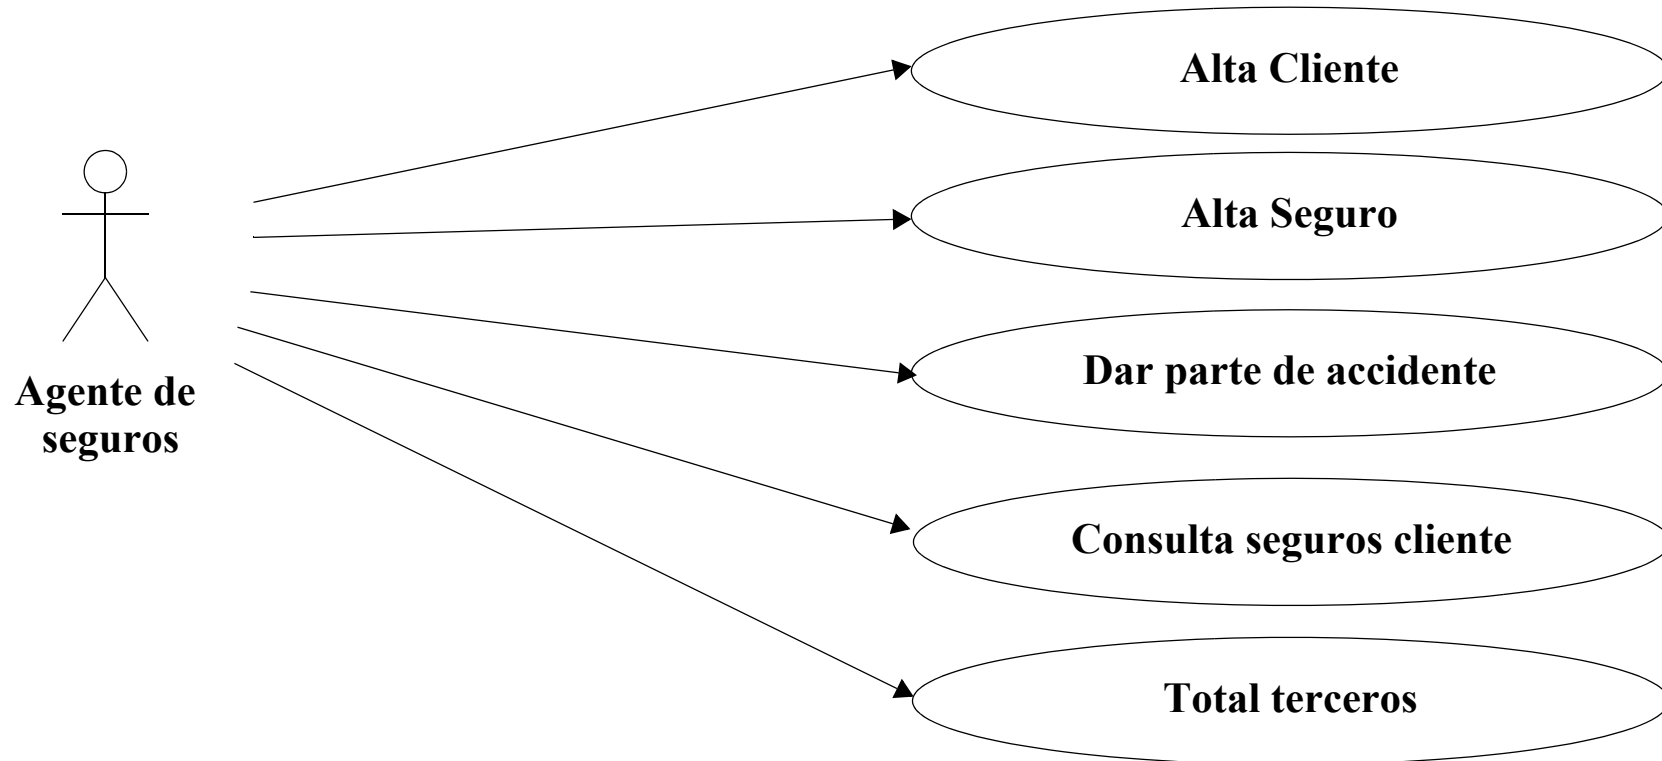 Alta Cliente
Alta Seguro
Dar parte de accidente
Agente de
seguros
Consulta seguros cliente
Total terceros